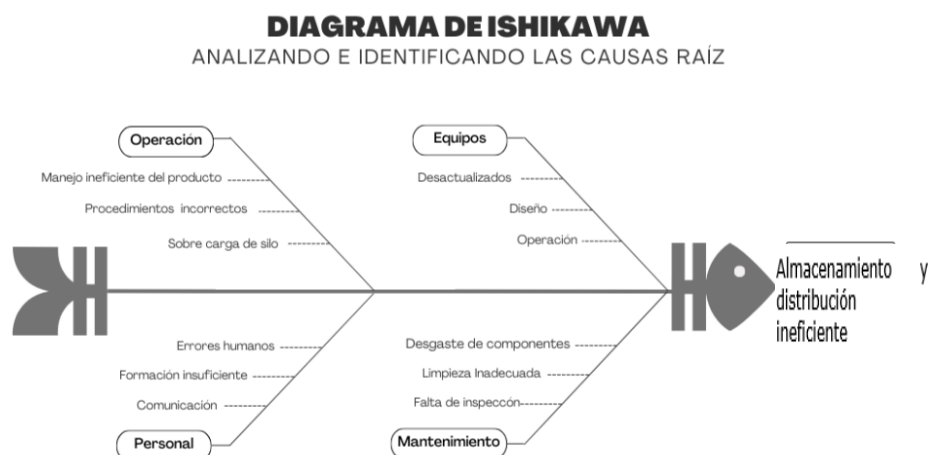 DIAGRAMA DE ISHIKAWA
ANALIZANDO E IDENTIFICANDO LAS CAUSAS RAÍZ
Operación
Manejo ineficiente del producto
Procedimientos incorrectos
Sobre carga de silo
Equipos
Desactualizados
Diseño
Operación
Almacenamiento y
distribución
ineficiente
Errores humanos
Formación insuficiente
Comunicación
Personal
Desgaste de componentes
Limpieza Inadecuada
Falta de inspeccón
Mantenimiento